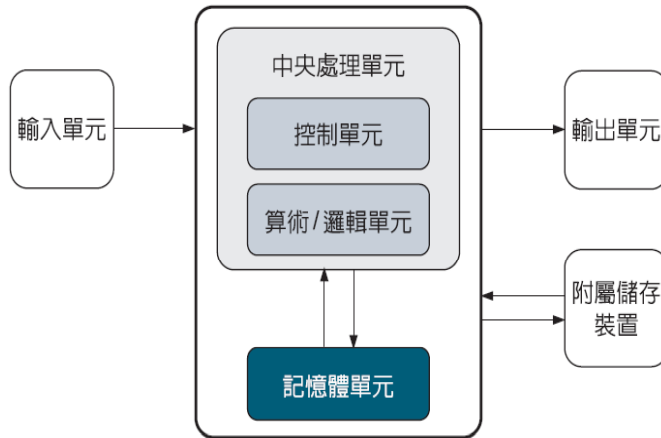 中央處理單元
輸入單元
控制單元
輸出單元
算術/邏輯單元
附屬儲存
裝置
記憶體單元